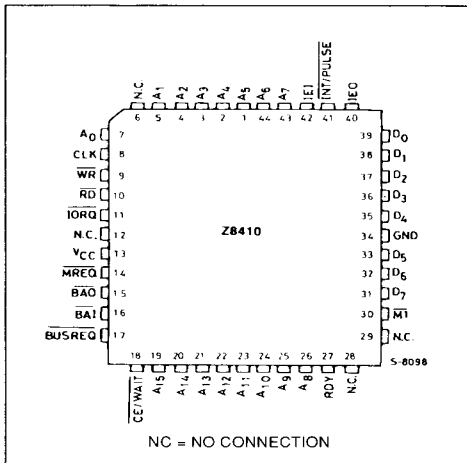 N.C. A1 A2 A3 A4 A5 A6 A7 IEI INT/PULSE IEO
6 5 4 3 2 1 44 43 42 41 40
A0 7 39 D0
CLK 8 38 D1
WR 9 37 D2
RD 10 36 D3
IORQ 11 35 D4
N.C. 12 Z8410 34 GND
VCC 13 33 D5
MREQ 14 32 D6
BAO 15 31 D7
BAI 16 30 M1
BUSREQ 17 29 N.C.
S-8098
18 19 20 21 22 23 24 25 26 27 28
CE/WAIT A15 A14 A13 A12 A11 A10 A9 A8 RDY N.C.
NC = NO CONNECTION